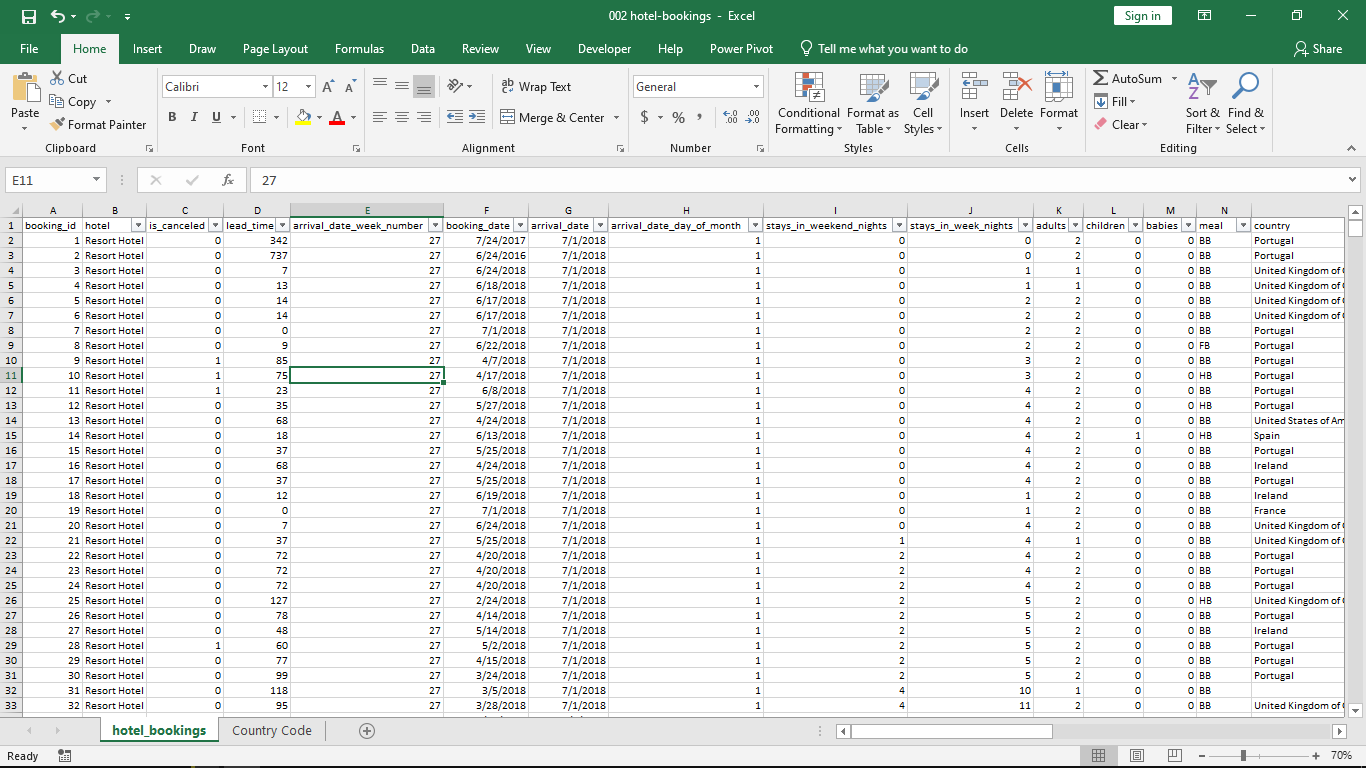 002 hotel-bookings - Excel
Sign in
File Home Insert Draw Page Layout Formulas Data Review View Developer Help Power Pivot Tell me what you want to do Share
Paste Cut Copy Format Painter
Calibri 12 A A B I U A
ab Wrap Text Merge & Center
General $ % , .00 .0
Conditional Formatting Format as Table Cell Styles
Insert Delete Format
AutoSum Fill Clear Sort & Filter Find & Select
Clipboard Font Alignment Number Styles Cells Editing
E11 fx 27
A B C D E F G H I J K L M N
1 booking_id hotel is_canceled lead_time arrival_date_week_number booking_date arrival_date arrival_date_day_of_month stays_in_weekend_nights stays_in_week_nights adults children babies meal country
2 1 Resort Hotel 0 342 27 7/24/2017 7/1/2018 1 0 0 2 0 0 BB Portugal
3 2 Resort Hotel 0 737 27 6/24/2016 7/1/2018 1 0 0 2 0 0 BB Portugal
4 3 Resort Hotel 0 7 27 6/24/2018 7/1/2018 1 0 1 1 0 0 BB United Kingdom of
5 4 Resort Hotel 0 13 27 6/18/2018 7/1/2018 1 0 1 1 0 0 BB United Kingdom of
6 5 Resort Hotel 0 14 27 6/17/2018 7/1/2018 1 0 2 2 0 0 BB United Kingdom of
7 6 Resort Hotel 0 14 27 6/17/2018 7/1/2018 1 0 2 2 0 0 BB United Kingdom of
8 7 Resort Hotel 0 0 27 7/1/2018 7/1/2018 1 0 2 2 0 0 BB Portugal
9 8 Resort Hotel 0 9 27 6/22/2018 7/1/2018 1 0 2 2 0 0 FB Portugal
10 9 Resort Hotel 1 85 27 4/7/2018 7/1/2018 1 0 3 2 0 0 BB Portugal
11 10 Resort Hotel 1 75 27 4/17/2018 7/1/2018 1 0 3 2 0 0 HB Portugal
12 11 Resort Hotel 1 23 27 6/8/2018 7/1/2018 1 0 4 2 0 0 BB Portugal
13 12 Resort Hotel 0 35 27 5/27/2018 7/1/2018 1 0 4 2 0 0 HB Portugal
14 13 Resort Hotel 0 68 27 4/24/2018 7/1/2018 1 0 4 2 0 0 BB United States of Am
15 14 Resort Hotel 0 18 27 6/13/2018 7/1/2018 1 0 4 2 1 0 HB Spain
16 15 Resort Hotel 0 37 27 5/25/2018 7/1/2018 1 0 4 2 0 0 BB Portugal
17 16 Resort Hotel 0 68 27 4/24/2018 7/1/2018 1 0 4 2 0 0 BB Ireland
18 17 Resort Hotel 0 37 27 5/25/2018 7/1/2018 1 0 4 2 0 0 BB Portugal
19 18 Resort Hotel 0 12 27 6/19/2018 7/1/2018 1 0 1 2 0 0 BB Ireland
20 19 Resort Hotel 0 0 27 7/1/2018 7/1/2018 1 0 1 2 0 0 BB France
21 20 Resort Hotel 0 7 27 6/24/2018 7/1/2018 1 0 4 2 0 0 BB United Kingdom of
22 21 Resort Hotel 0 37 27 5/25/2018 7/1/2018 1 1 4 1 0 0 BB United Kingdom of
23 22 Resort Hotel 0 72 27 4/20/2018 7/1/2018 1 2 4 2 0 0 BB Portugal
24 23 Resort Hotel 0 72 27 4/20/2018 7/1/2018 1 2 4 2 0 0 BB Portugal
25 24 Resort Hotel 0 72 27 4/20/2018 7/1/2018 1 2 4 2 0 0 BB Portugal
26 25 Resort Hotel 0 127 27 2/24/2018 7/1/2018 1 2 5 2 0 0 HB United Kingdom of
27 26 Resort Hotel 0 78 27 4/14/2018 7/1/2018 1 2 5 2 0 0 BB Portugal
28 27 Resort Hotel 0 48 27 5/14/2018 7/1/2018 1 2 5 2 0 0 BB Ireland
29 28 Resort Hotel 1 60 27 5/2/2018 7/1/2018 1 2 5 2 0 0 BB Portugal
30 29 Resort Hotel 0 77 27 4/15/2018 7/1/2018 1 2 5 2 0 0 BB Portugal
31 30 Resort Hotel 0 99 27 3/24/2018 7/1/2018 1 2 5 2 0 0 BB Portugal
32 31 Resort Hotel 0 118 27 3/5/2018 7/1/2018 1 4 10 1 0 0 BB
33 32 Resort Hotel 0 95 27 3/28/2018 7/1/2018 1 4 11 2 0 0 BB United Kingdom of
hotel_bookings Country Code
Ready 70%